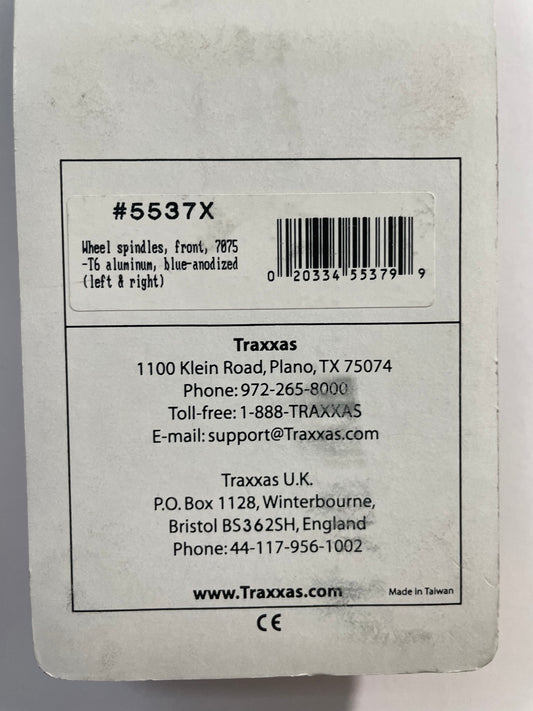 #5537X
Wheel spindles, front, 7075
-T6 aluminum, blue-anodized
(left & right)
0 20334 55379 9
Traxxas
1100 Klein Road, Plano, TX 75074
Phone: 972-265-8000
Toll-free: 1-888-TRAXXAS
E-mail: support@Traxxas.com
Traxxas U.K.
P.O. Box 1128, Winterbourne,
Bristol BS362SH, England
Phone: 44-117-956-1002
www.Traxxas.com
Made in Taiwan
CE